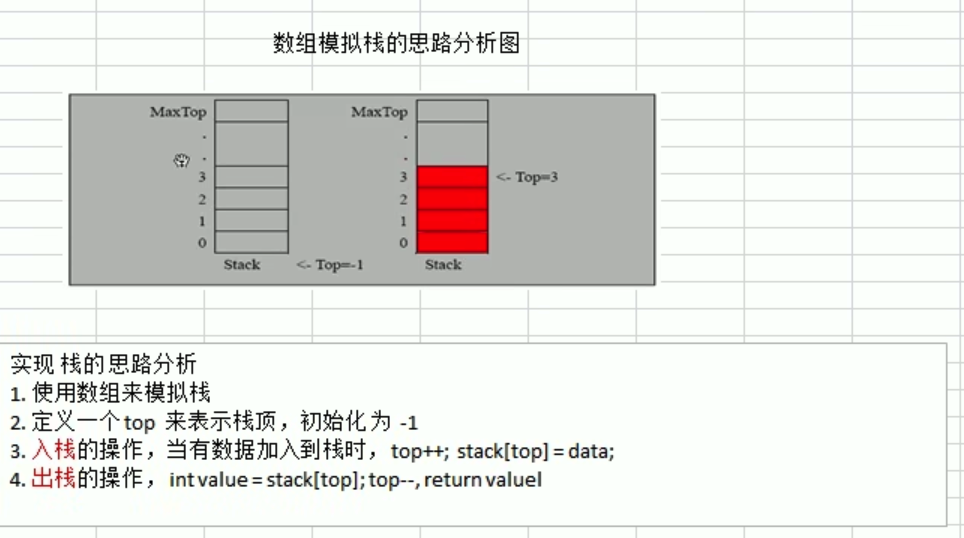 数组模拟栈的思路分析图
MaxTop
.
.
3
2
1
0
Stack
<- Top=-1
MaxTop
.
.
3
2
1
0
<- Top=3
Stack
实现 栈的思路分析
1. 使用数组来模拟栈
2. 定义一个 top 来表示栈顶，初始化为 -1
3. 入栈的操作，当有数据加入到栈时，top++; stack[top] = data;
4. 出栈的操作，int value = stack[top]; top--, return valuel